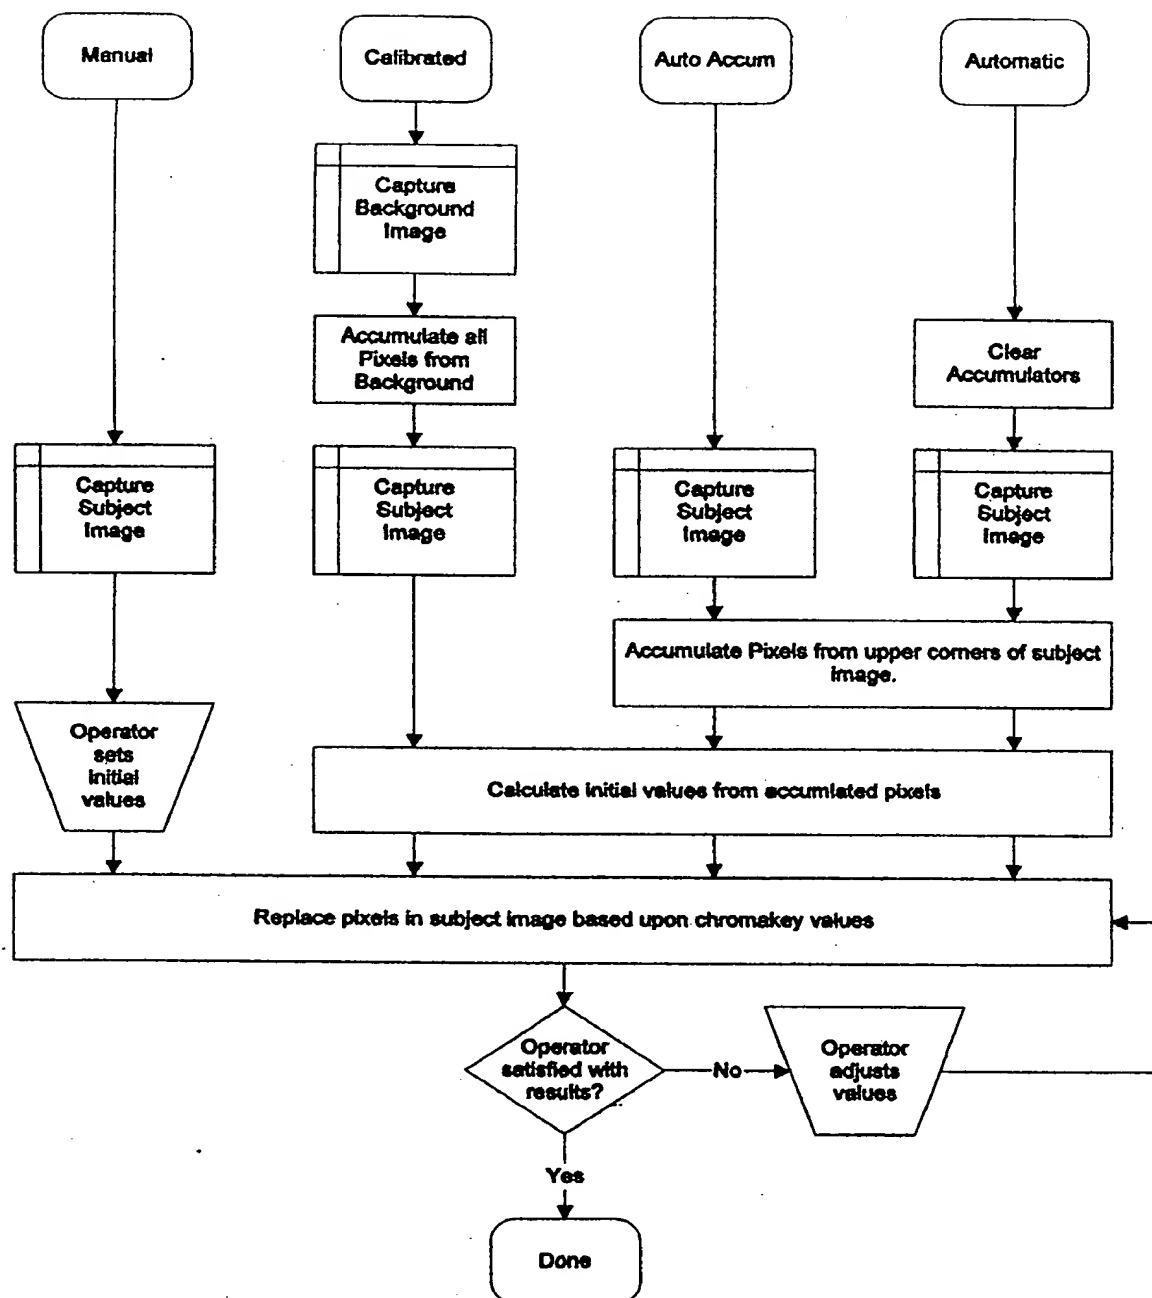 Manual
Calibrated
Auto Accum
Automatic
Capture
Background
Image
Accumulate all
Pixels from
Background
Clear
Accumulators
Capture
Subject
Image
Capture
Subject
Image
Capture
Subject
Image
Capture
Subject
Image
Accumulate Pixels from upper corners of subject
image.
Operator
sets
initial
values
Calculate initial values from accumlated pixels
Replace pixels in subject image based upon chromakey values
Operator
satisfied with
results?
No
Operator
adjusts
values
Yes
Done